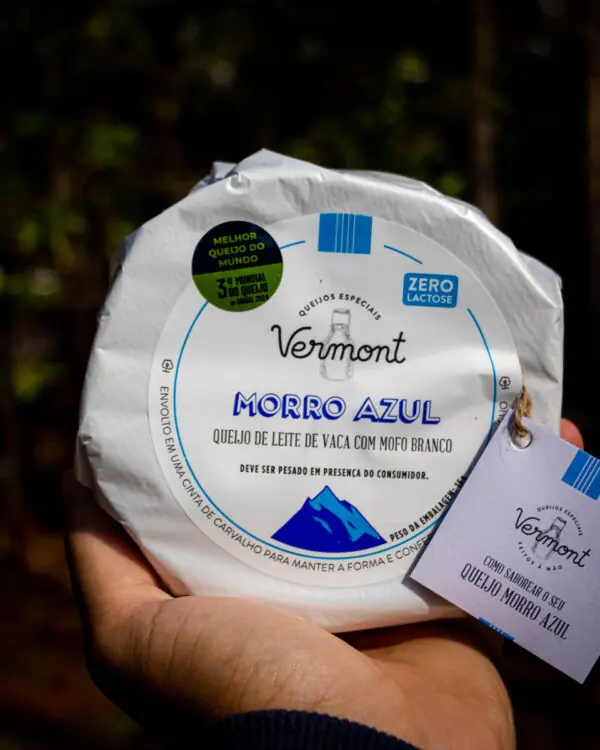 MELHOR
QUEIJO DO
MUNDO
3º MUNDIAL
DO QUEIJO
ZERO
LACTOSE
QUEIJOS ESPECIAIS
Vermont
MORRO AZUL
QUEIJO DE LEITE DE VACA COM MOFO BRANCO
DEVE SER PESADO EM PRESENÇA DO CONSUMIDOR.
PESO DA EMBALAGEM:
ENVOLTO EM UMA CINTA DE CARVALHO PARA MANTER A FORMA E
QUEIJOS ESPECIAIS
Vermont
FEITOS À MÃO
COMO SABOREAR O SEU
QUEIJO MORRO AZUL